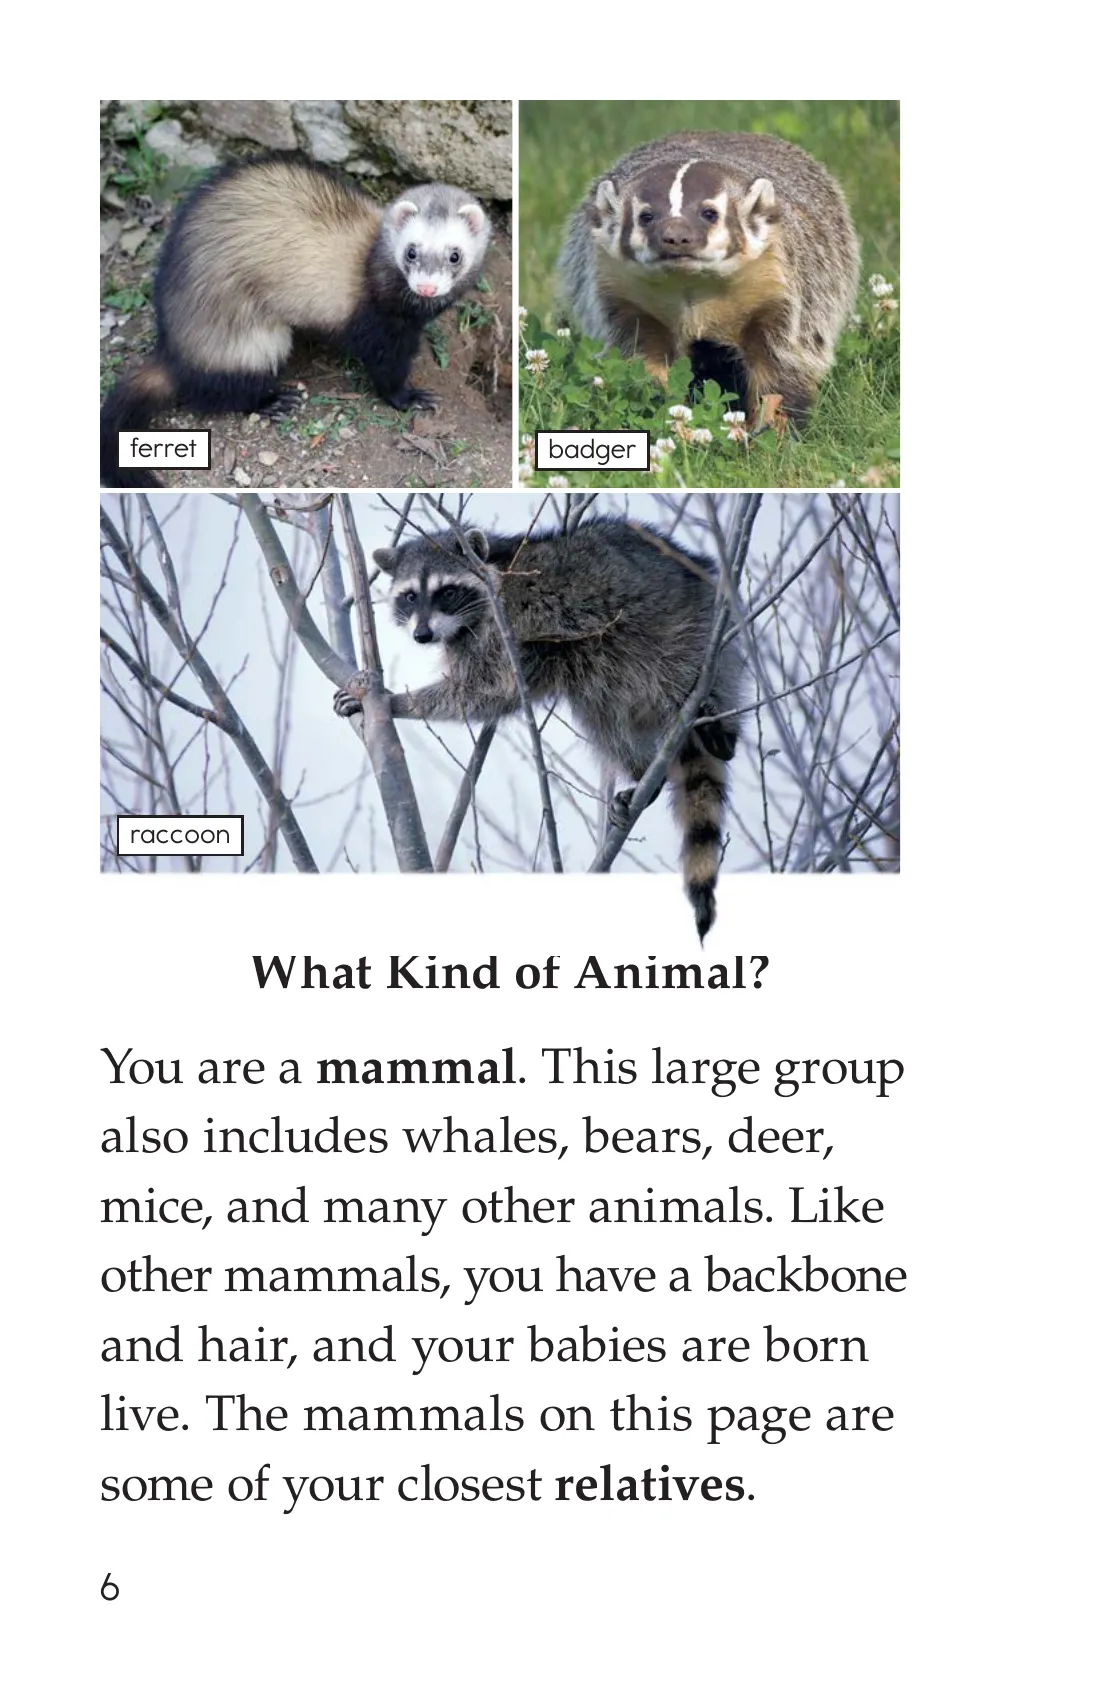 ferret
badger
raccoon
What Kind of Animal?
You are a mammal. This large group
also includes whales, bears, deer,
mice, and many other animals. Like
other mammals, you have a backbone
and hair, and your babies are born
live. The mammals on this page are
some of your closest relatives.
6